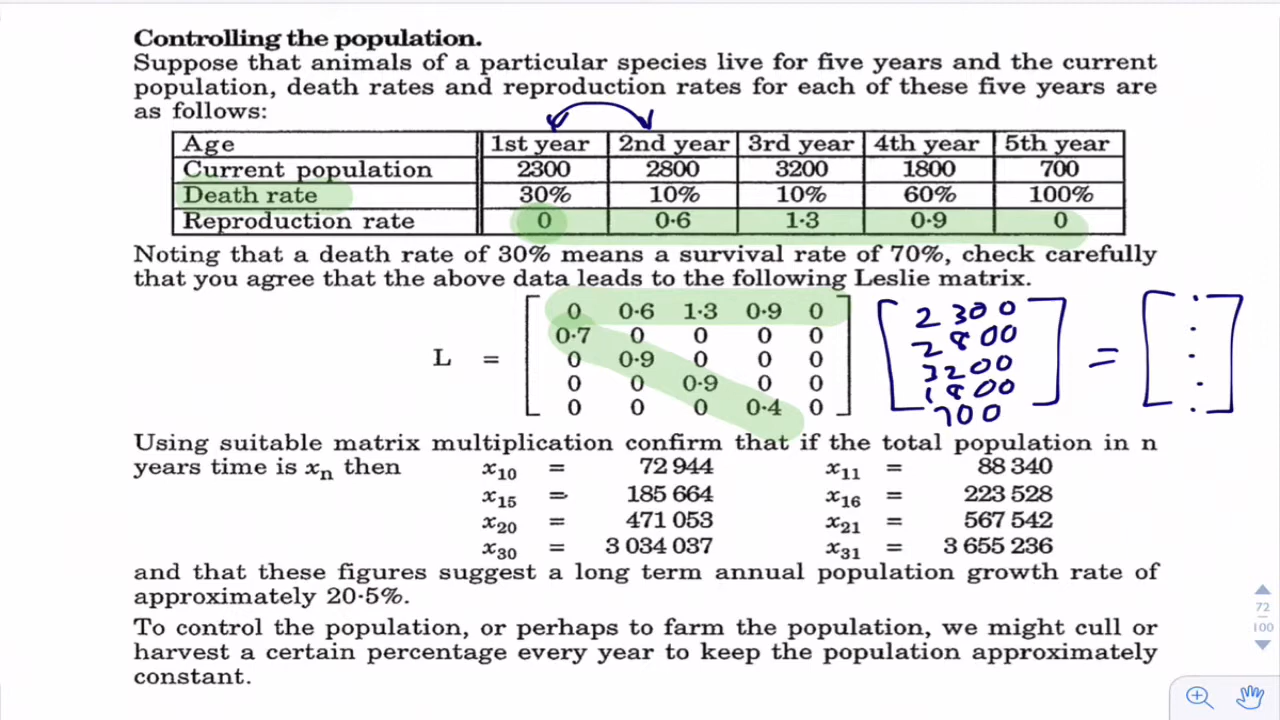 Controlling the population.
Suppose that animals of a particular species live for five years and the current
population, death rates and reproduction rates for each of these five years are
as follows:
Age 1st year 2nd year 3rd year 4th year 5th year
Current population 2300 2800 3200 1800 700
Death rate 30% 10% 10% 60% 100%
Reproduction rate 0 0·6 1·3 0·9 0
Noting that a death rate of 30% means a survival rate of 70%, check carefully
that you agree that the above data leads to the following Leslie matrix.
0 0·6 1·3 0·9 0 2300
0·7 0 0 0 0 2800
L = 0 0·9 0 0 0 3200 =
0 0 0·9 0 0 1800
0 0 0 0·4 0 700
Using suitable matrix multiplication confirm that if the total population in n
years time is xn then x10 = 72 944 x11 = 88 340
x15 = 185 664 x16 = 223 528
x20 = 471 053 x21 = 567 542
x30 = 3 034 037 x31 = 3 655 236
and that these figures suggest a long term annual population growth rate of
approximately 20·5%.
To control the population, or perhaps to farm the population, we might cull or
harvest a certain percentage every year to keep the population approximately
constant.
72
100